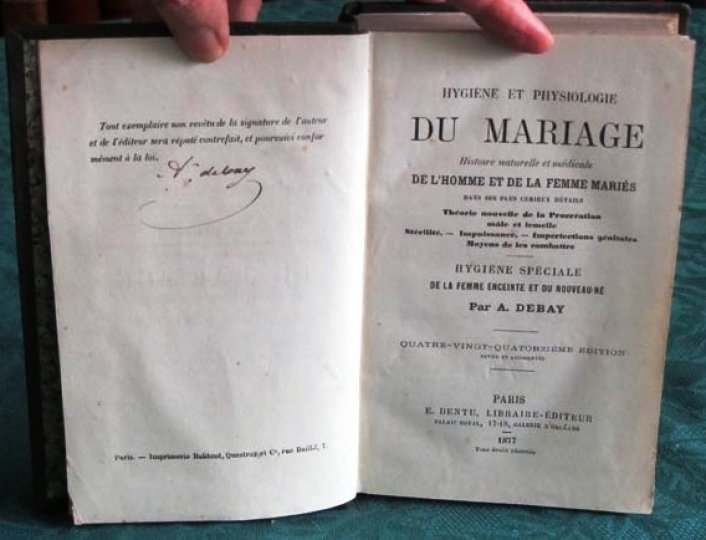 Tout exemplaire non revêtu de la signature de l'auteur
et de l'éditeur sera réputé contrefait, et poursuivi confor
mément à la loi.
A. debay
Paris. — Imprimerie Balitout, Questroy et Cᵉ, rue Baillif, 7.
HYGIÈNE ET PHYSIOLOGIE
DU MARIAGE
Histoire naturelle et médicale
DE L'HOMME ET DE LA FEMME MARIÉS
DANS SES PLUS CURIEUX DÉTAILS
Théorie nouvelle de la Procréation
mâle et femelle
Stérilité, — Impuissance, — Imperfections génitales
Moyens de les combattre
HYGIÈNE SPÉCIALE
DE LA FEMME ENCEINTE ET DU NOUVEAU-NÉ
Par A. DEBAY
QUATRE-VINGT-QUATORZIÈME ÉDITION
REVUE ET AUGMENTÉE
PARIS
E. DENTU, LIBRAIRE-ÉDITEUR
PALAIS-ROYAL, 17-19, GALERIE D'ORLÉANS
1877
Tous droits réservés